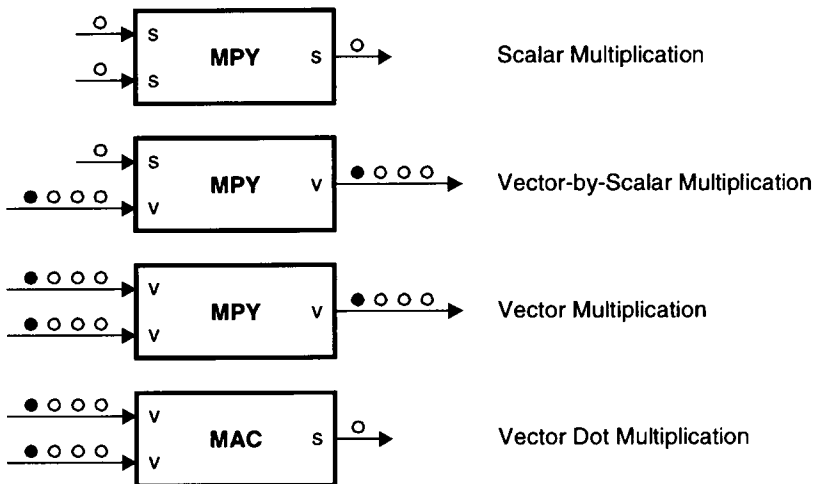 s
MPY
s
s
Scalar Multiplication
s
MPY
v
v
Vector-by-Scalar Multiplication
v
MPY
v
v
Vector Multiplication
v
MAC
s
v
Vector Dot Multiplication